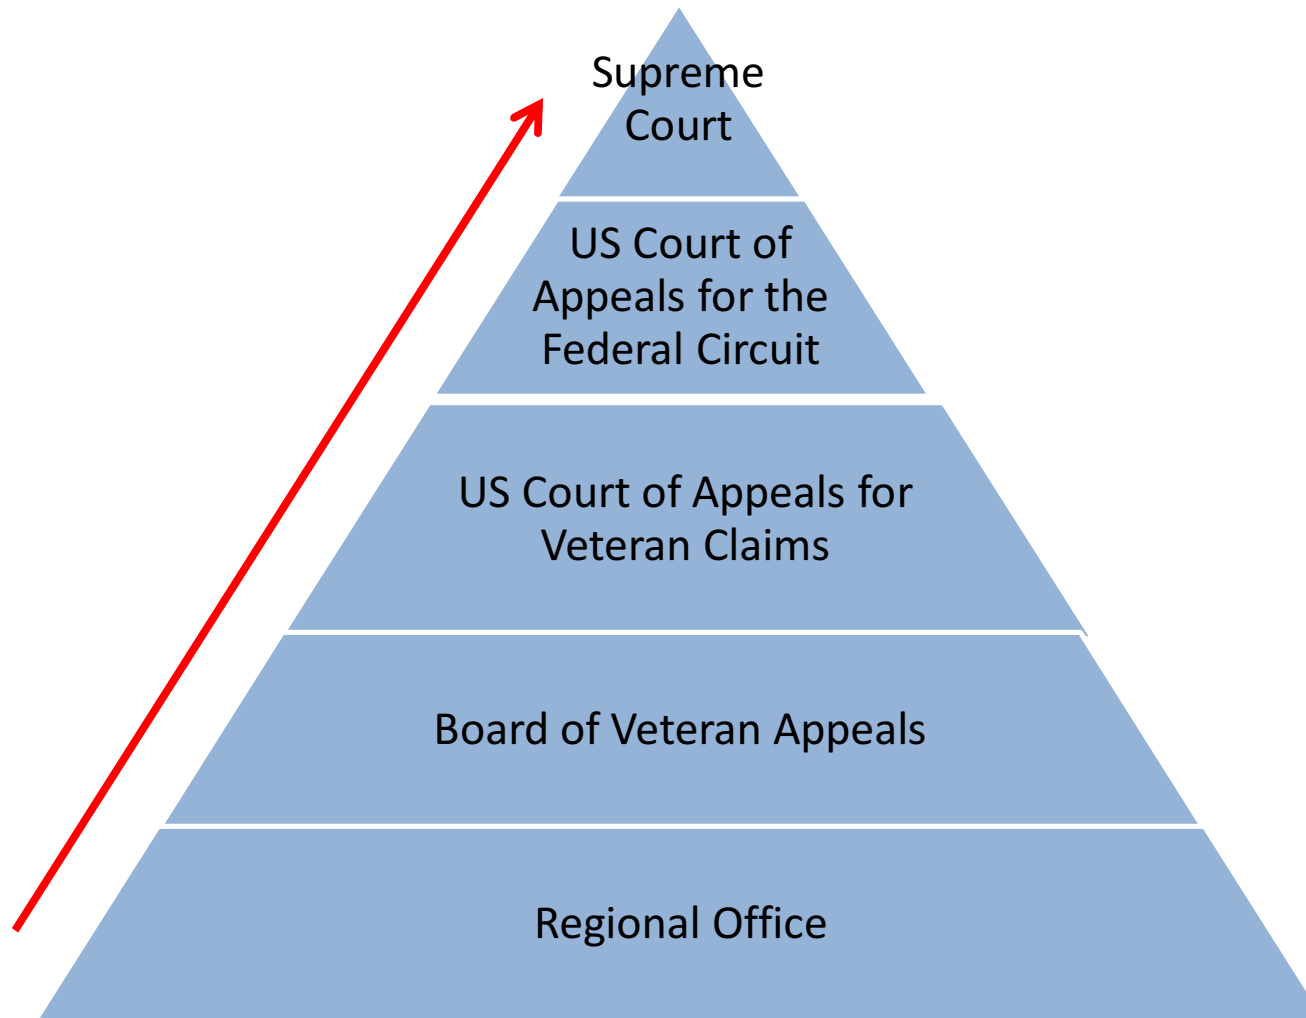 Supreme
Court
US Court of
Appeals for the
Federal Circuit
US Court of Appeals for
Veteran Claims
Board of Veteran Appeals
Regional Office